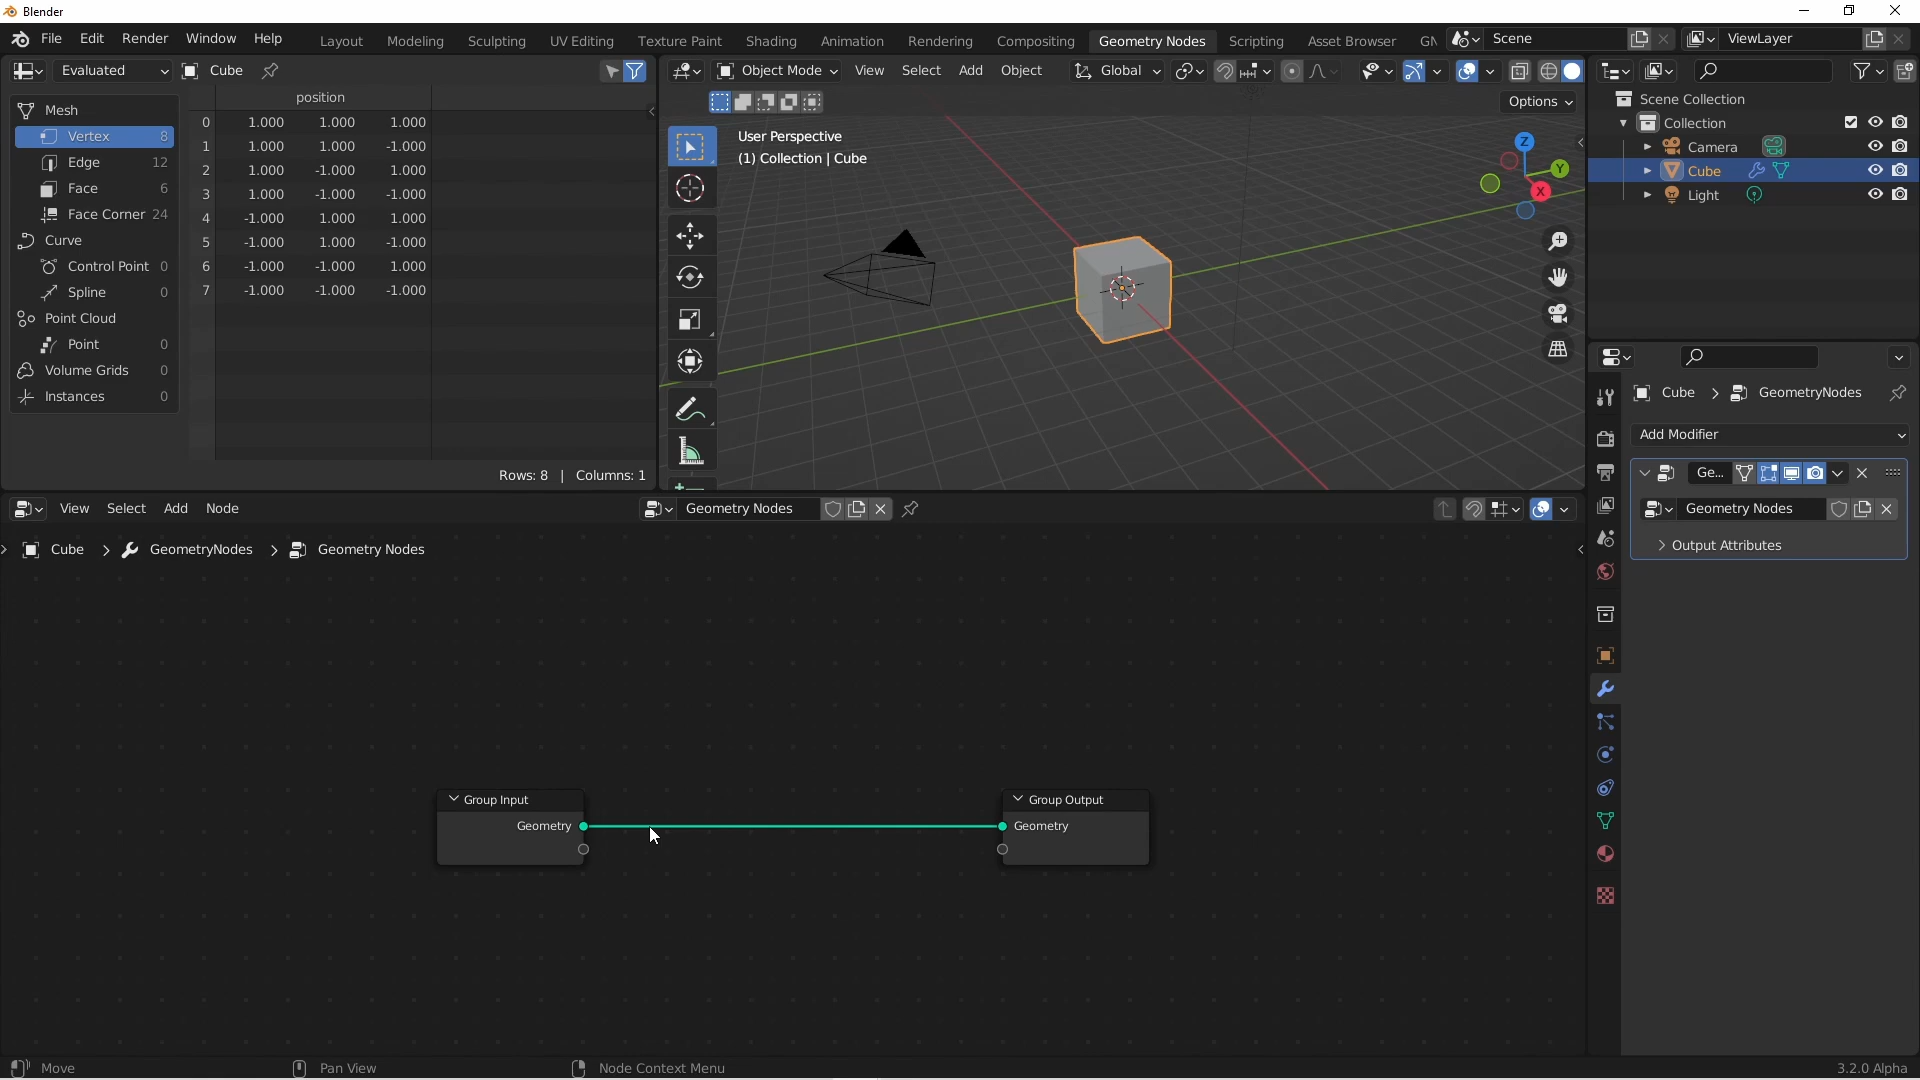 Blender
File Edit Render Window Help
Layout Modeling Sculpting UV Editing Texture Paint Shading Animation Rendering Compositing Geometry Nodes Scripting Asset Browser GN
Scene
ViewLayer
Evaluated
Cube
Object Mode
View Select Add Object
Global
Options
Mesh
Vertex 8
Edge 12
Face 6
Face Corner 24
Curve
Control Point 0
Spline 0
Point Cloud
Point 0
Volume Grids 0
Instances 0
position
0 1.000 1.000 1.000
1 1.000 1.000 -1.000
2 1.000 -1.000 1.000
3 1.000 -1.000 -1.000
4 -1.000 1.000 1.000
5 -1.000 1.000 -1.000
6 -1.000 -1.000 1.000
7 -1.000 -1.000 -1.000
Rows: 8 | Columns: 1
User Perspective
(1) Collection | Cube
Z
Y
X
Scene Collection
Collection
Camera
Cube
Light
Cube > GeometryNodes
Add Modifier
Ge...
Geometry Nodes
> Output Attributes
View Select Add Node
Geometry Nodes
Cube > GeometryNodes > Geometry Nodes
Group Input
Geometry
Group Output
Geometry
Move
Pan View
Node Context Menu
3.2.0 Alpha